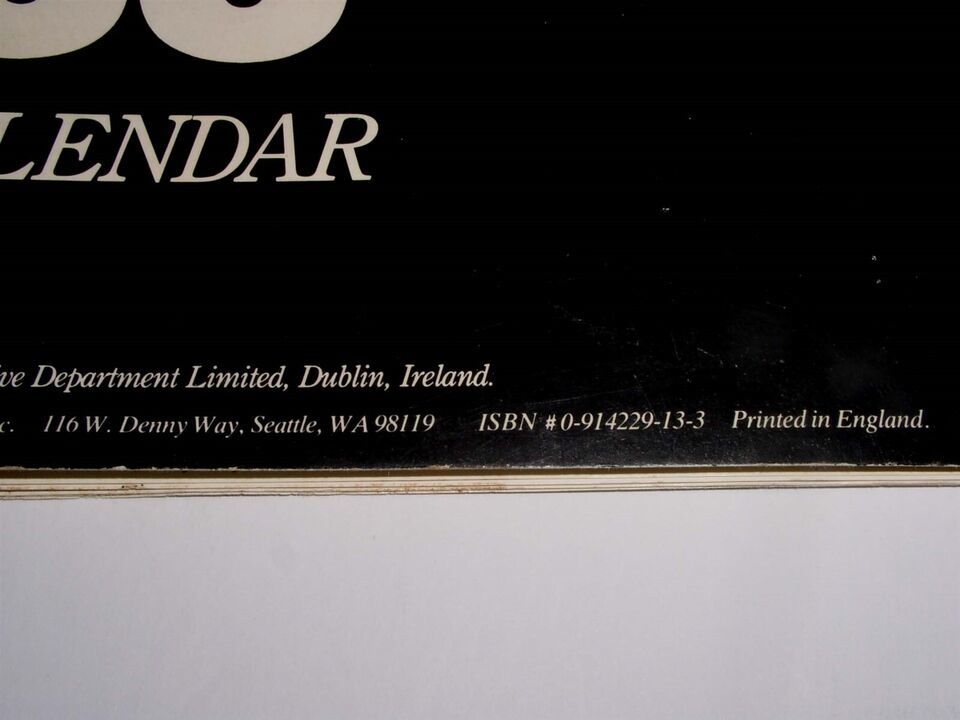 LENDAR
ive Department Limited, Dublin, Ireland.
c. 116 W. Denny Way, Seattle, WA 98119 ISBN #0-914229-13-3 Printed in England.